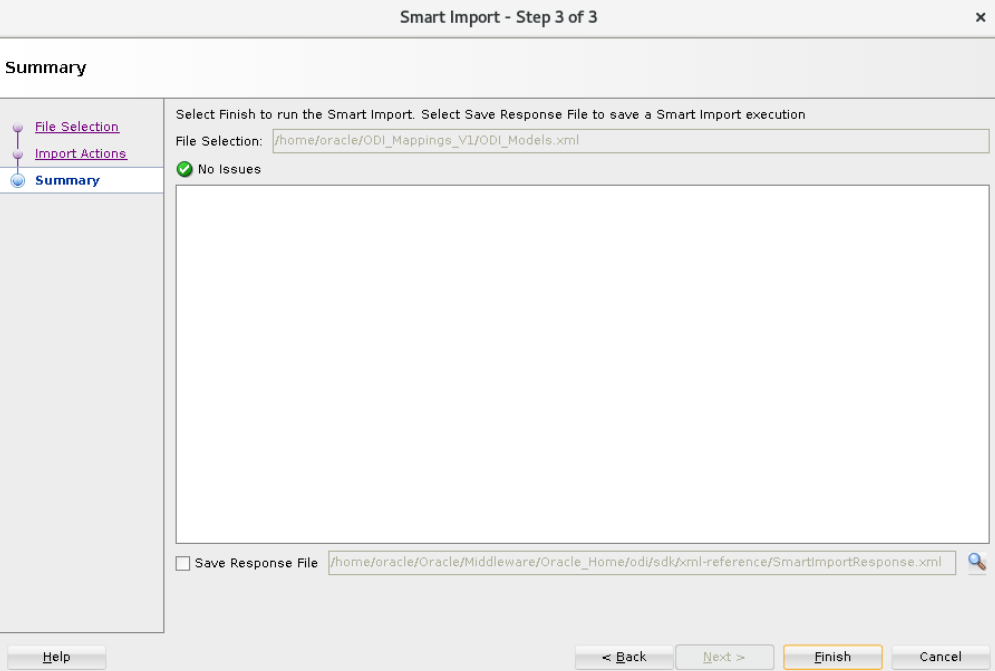 Smart Import - Step 3 of 3
Summary
File Selection
Import Actions
Summary
Select Finish to run the Smart Import. Select Save Response File to save a Smart Import execution
File Selection: /home/oracle/ODI_Mappings_V1/ODI_Models.xml
No Issues
Save Response File /home/oracle/Oracle/Middleware/Oracle_Home/odi/sdk/xml-reference/SmartImportResponse.xml
Help < Back Next > Finish Cancel